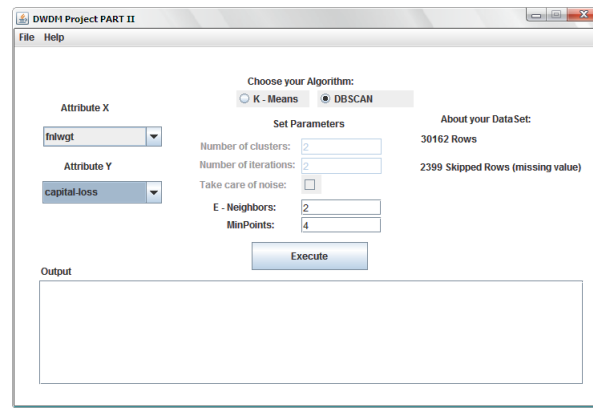 DWDM Project PART II
File Help
Choose your Algorithm:
K - Means DBSCAN
Attribute X
fnlwgt
Attribute Y
capital-loss
Set Parameters
Number of clusters: 2
Number of iterations: 2
Take care of noise:
E - Neighbors: 2
MinPoints: 4
About your DataSet:
30162 Rows
2399 Skipped Rows (missing value)
Execute
Output